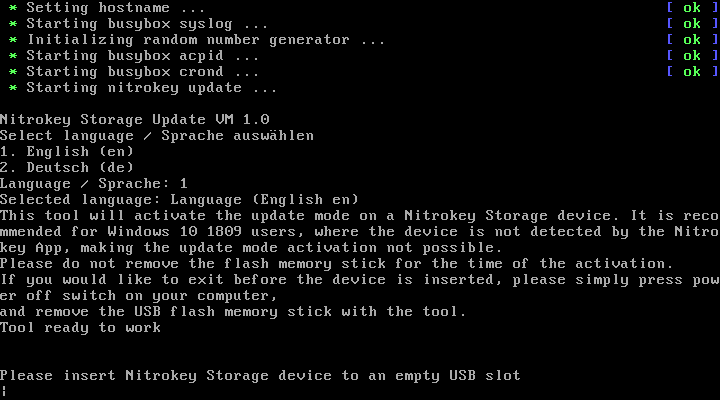 * Setting hostname ... [ ok ]
* Starting busybox syslog ... [ ok ]
* Initializing random number generator ... [ ok ]
* Starting busybox acpid ... [ ok ]
* Starting busybox crond ... [ ok ]
* Starting nitrokey update ...
Nitrokey Storage Update VM 1.0
Select language / Sprache auswählen
1. English (en)
2. Deutsch (de)
Language / Sprache: 1
Selected language: Language (English en)
This tool will activate the update mode on a Nitrokey Storage device. It is reco
mmended for Windows 10 1809 users, where the device is not detected by the Nitro
key App, making the update mode activation not possible.
Please do not remove the flash memory stick for the time of the activation.
If you would like to exit before the device is inserted, please simply press pow
er off switch on your computer,
and remove the USB flash memory stick with the tool.
Tool ready to work
Please insert Nitrokey Storage device to an empty USB slot
¦